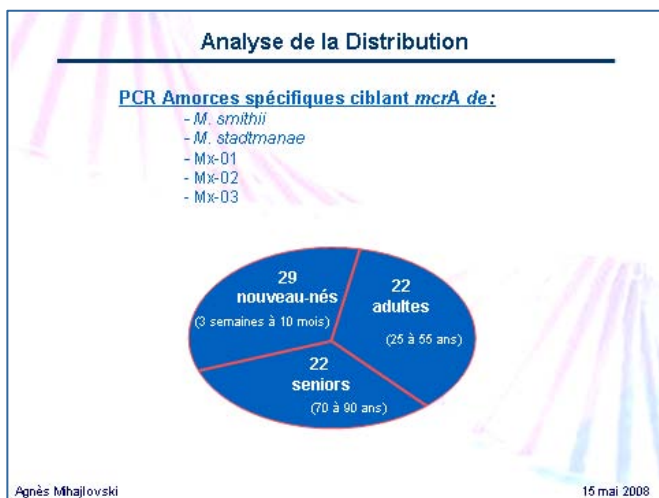 Analyse de la Distribution
PCR Amorces spécifiques ciblant mcrA de:
- M. smithii
- M. stadtmanae
- Mx-01
- Mx-02
- Mx-03
29
nouveau-nés
(3 semaines à 10 mois)
22
adultes
(25 à 55 ans)
22
seniors
(70 à 90 ans)
Agnès Mihajlovski
15 mai 2008